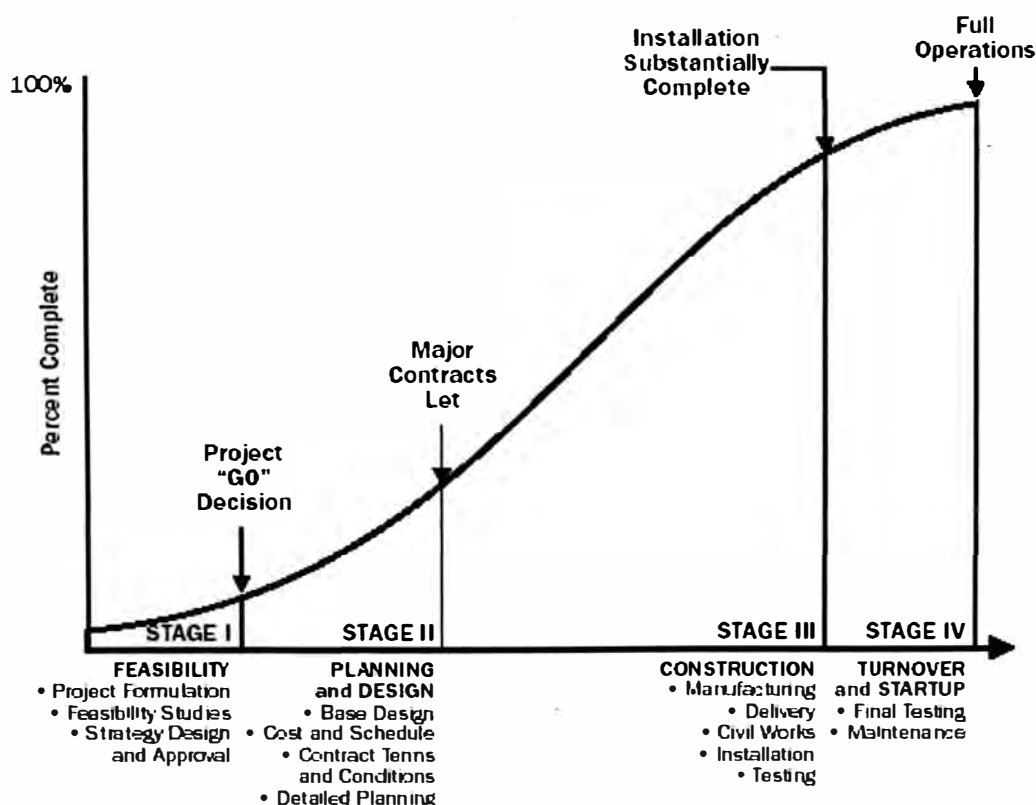 Full
Operations
Installation
Substantially
Complete
100%
Percent Complete
Major
Contracts
Let
Project
"GO"
Decision
STAGE I
STAGE II
STAGE III
STAGE IV
FEASIBILITY
• Project Formulation
• Feasibility Studies
• Strategy Design
and Approval
PLANNING
and DESIGN
• Base Design
• Cost and Schedule
• Contract Terms
and Conditions
• Detailed Planning
CONSTRUCTION
• Manufacturing
• Delivery
• Civil Works
• Installation
• Testing
TURNOVER
and STARTUP
• Final Testing
• Maintenance